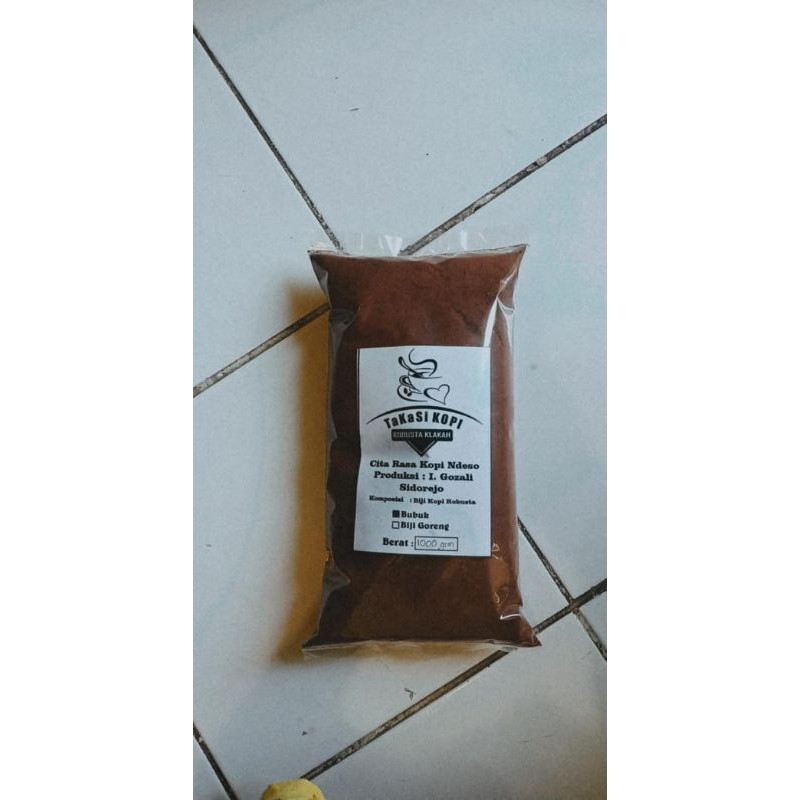 TaKaSi KOPI
ROBUSTA KLAKAH
Cita Rasa Kopi Ndeso
Produksi : I. Gozali
Sidorejo
Komposisi : Biji Kopi Robusta
Bubuk
Biji Goreng
Berat : 1000 gram